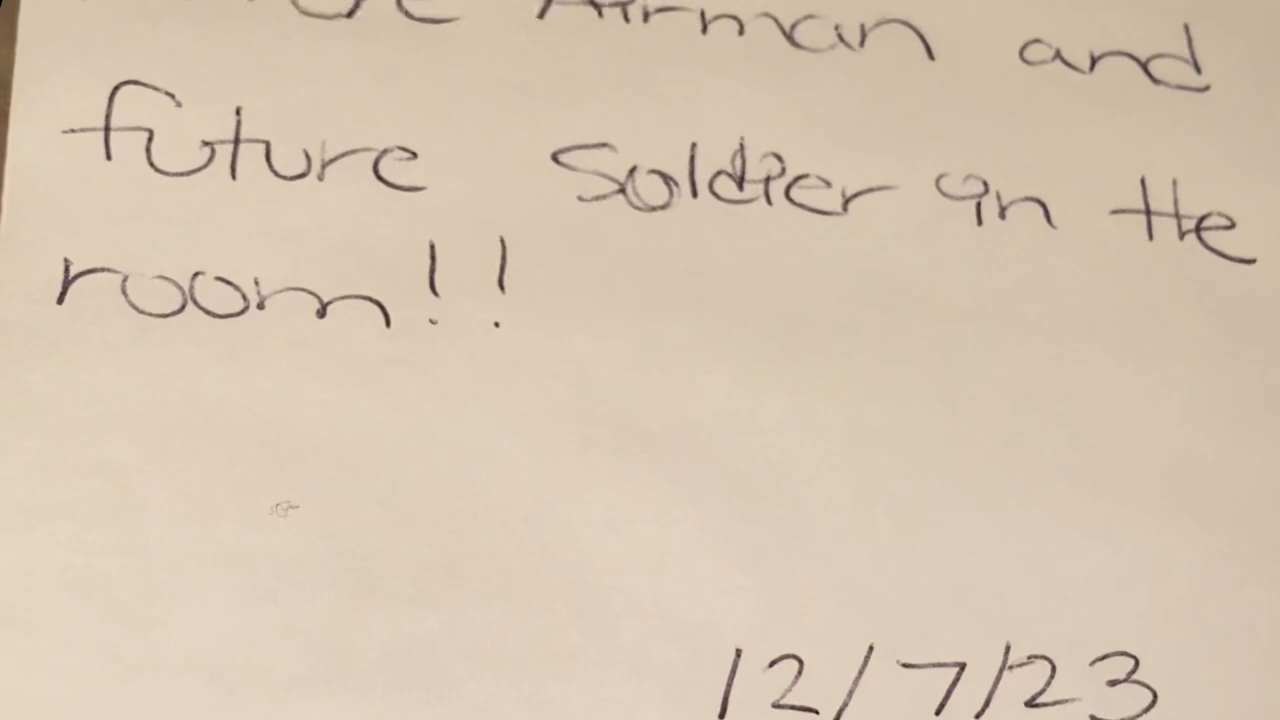 Airman and
future Soldier in the
room!!
12/7/23